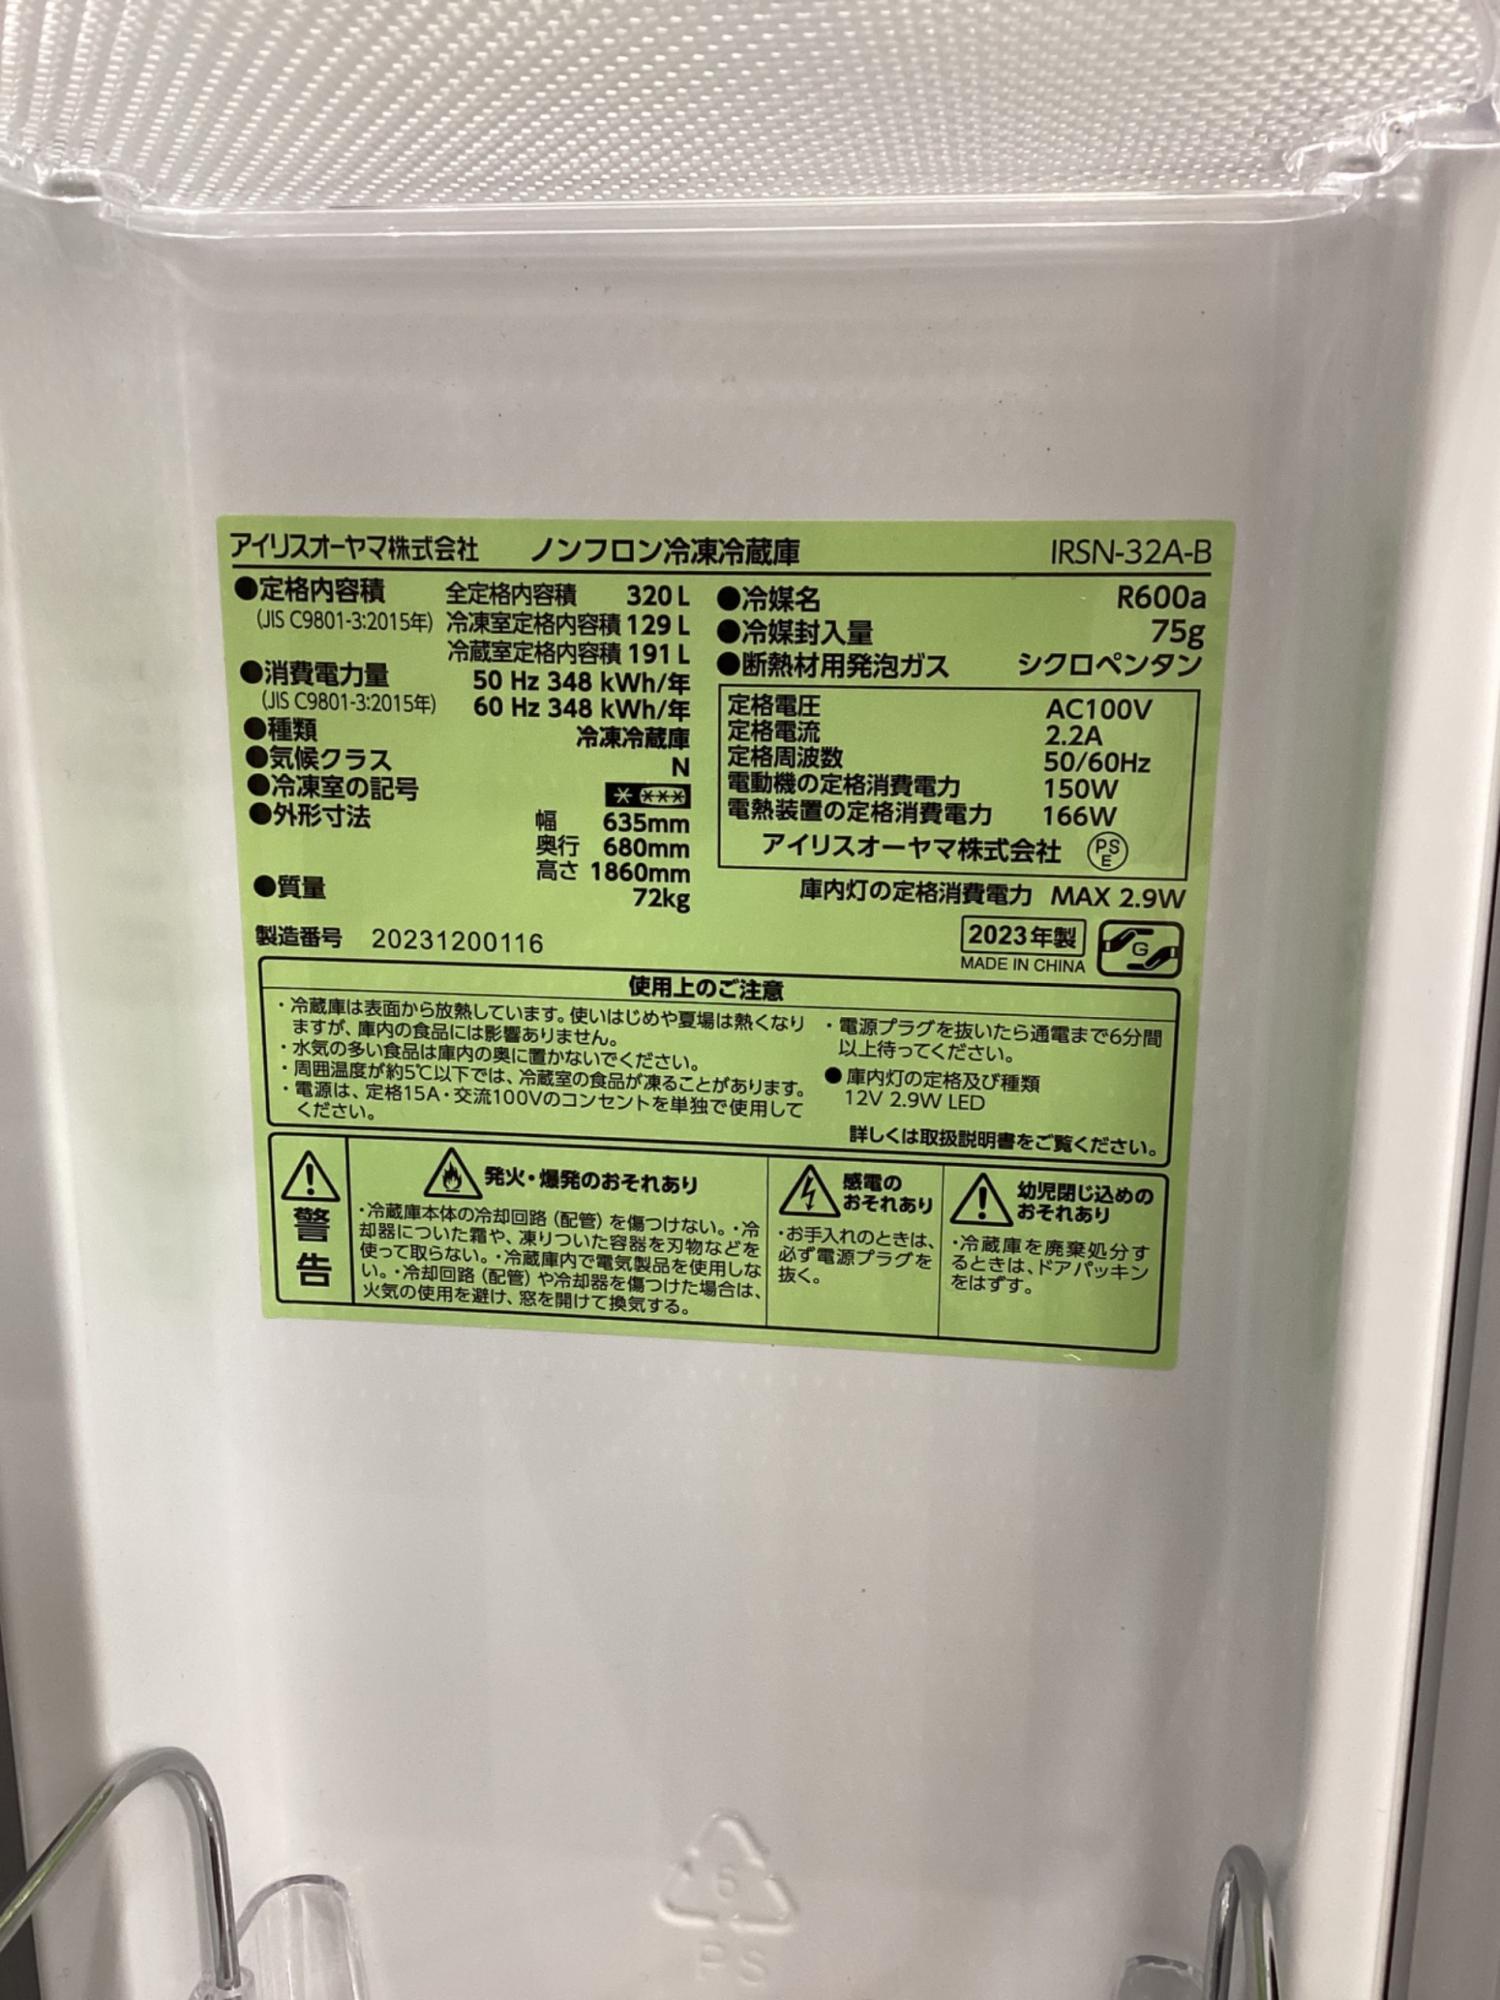 アイリスオーヤマ株式会社 ノンフロン冷凍冷蔵庫 IRSN-32A-B
●定格内容積 全定格内容積 320L
(JIS C9801-3:2015年) 冷凍室定格内容積 129L
冷蔵室定格内容積 191L
●消費電力量 50 Hz 348 kWh/年
(JIS C9801-3:2015年) 60 Hz 348 kWh/年
●種類 冷凍冷蔵庫
●気候クラス N
●冷凍室の記号
●外形寸法 幅 635mm
奥行 680mm
高さ 1860mm
●質量 72kg
●冷媒名 R600a
●冷媒封入量 75g
●断熱材用発泡ガス シクロペンタン
定格電圧 AC100V
定格電流 2.2A
定格周波数 50/60Hz
電動機の定格消費電力 150W
電熱装置の定格消費電力 166W
アイリスオーヤマ株式会社 PSE
庫内灯の定格消費電力 MAX 2.9W
製造番号 20231200116
2023年製
MADE IN CHINA
G
使用上のご注意
・冷蔵庫は表面から放熱しています。使いはじめや夏場は熱くなり
ますが、庫内の食品には影響ありません。
・水気の多い食品は庫内の奥に置かないでください。
・周囲温度が約5℃以下では、冷蔵室の食品が凍ることがあります。
・電源は、定格15A・交流100Vのコンセントを単独で使用して
ください。
・電源プラグを抜いたら通電まで6分間
以上待ってください。
●庫内灯の定格及び種類
12V 2.9W LED
詳しくは取扱説明書をご覧ください。
警告
発火・爆発のおそれあり
・冷蔵庫本体の冷却回路(配管)を傷つけない。・冷
却器についた霜や、凍りついた容器を刃物などを
使って取らない。・冷蔵庫内で電気製品を使用しな
い。・冷却回路(配管)や冷却器を傷つけた場合は、
火気の使用を避け、窓を開けて換気する。
感電の
おそれあり
・お手入れのときは、
必ず電源プラグを
抜く。
幼児閉じ込めの
おそれあり
・冷蔵庫を廃棄処分す
るときは、ドアパッキン
をはずす。
6
PS